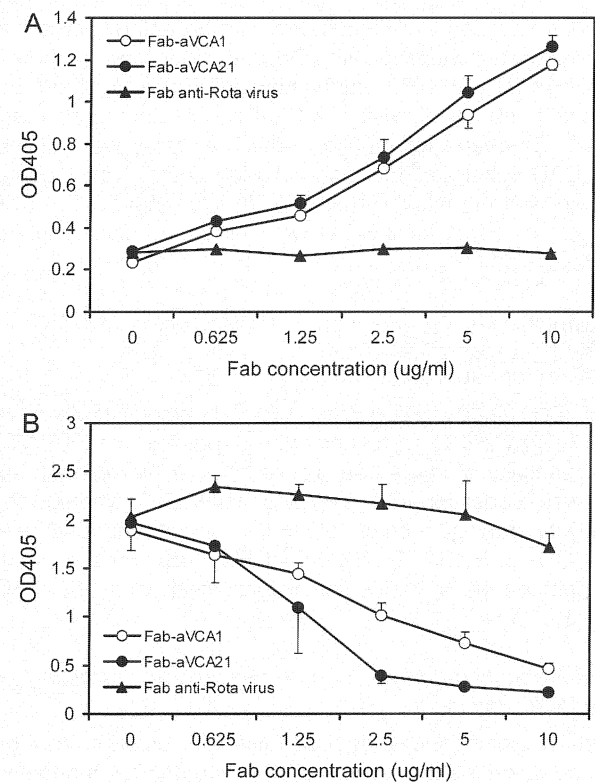 A
1.4
1.2
1
0.8
0.6
0.4
0.2
0
OD405
Fab-aVCA1
Fab-aVCA21
Fab anti-Rota virus
0 0.625 1.25 2.5 5 10
Fab concentration (ug/ml)
B
3
2.5
2
1.5
1
0.5
0
OD405
Fab-aVCA1
Fab-aVCA21
Fab anti-Rota virus
0 0.625 1.25 2.5 5 10
Fab concentration (ug/ml)